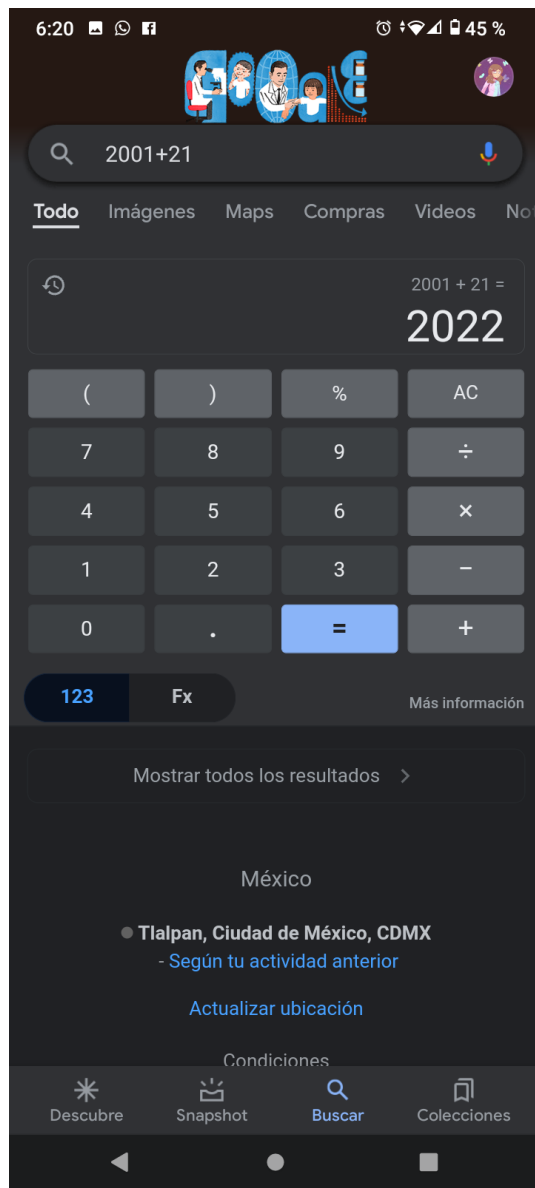 6:20 45 %
Google
2001+21
Todo Imágenes Maps Compras Videos Not
2001 + 21 =
2022
( ) % AC
7 8 9 ÷
4 5 6 ×
1 2 3 −
0 . = +
123 Fx
Más información
Mostrar todos los resultados
México
Tlalpan, Ciudad de México, CDMX
- Según tu actividad anterior
Actualizar ubicación
Condiciones
Descubre Snapshot Buscar Colecciones